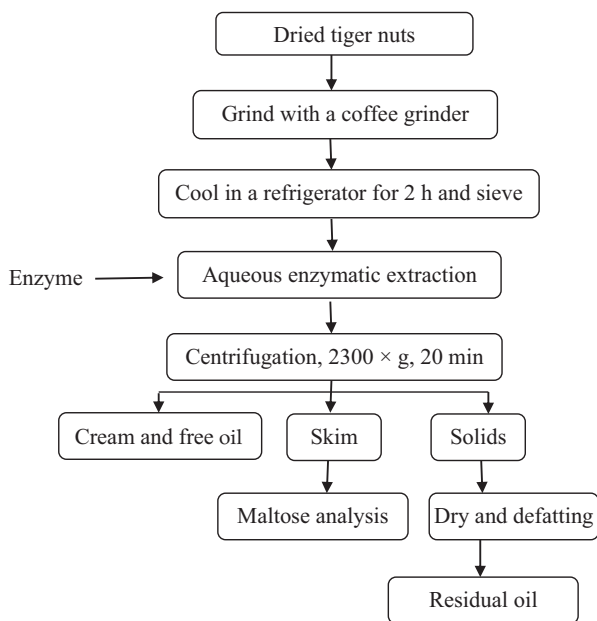 Dried tiger nuts
Grind with a coffee grinder
Cool in a refrigerator for 2 h and sieve
Enzyme
Aqueous enzymatic extraction
Centrifugation, 2300 × g, 20 min
Cream and free oil
Skim
Solids
Maltose analysis
Dry and defatting
Residual oil